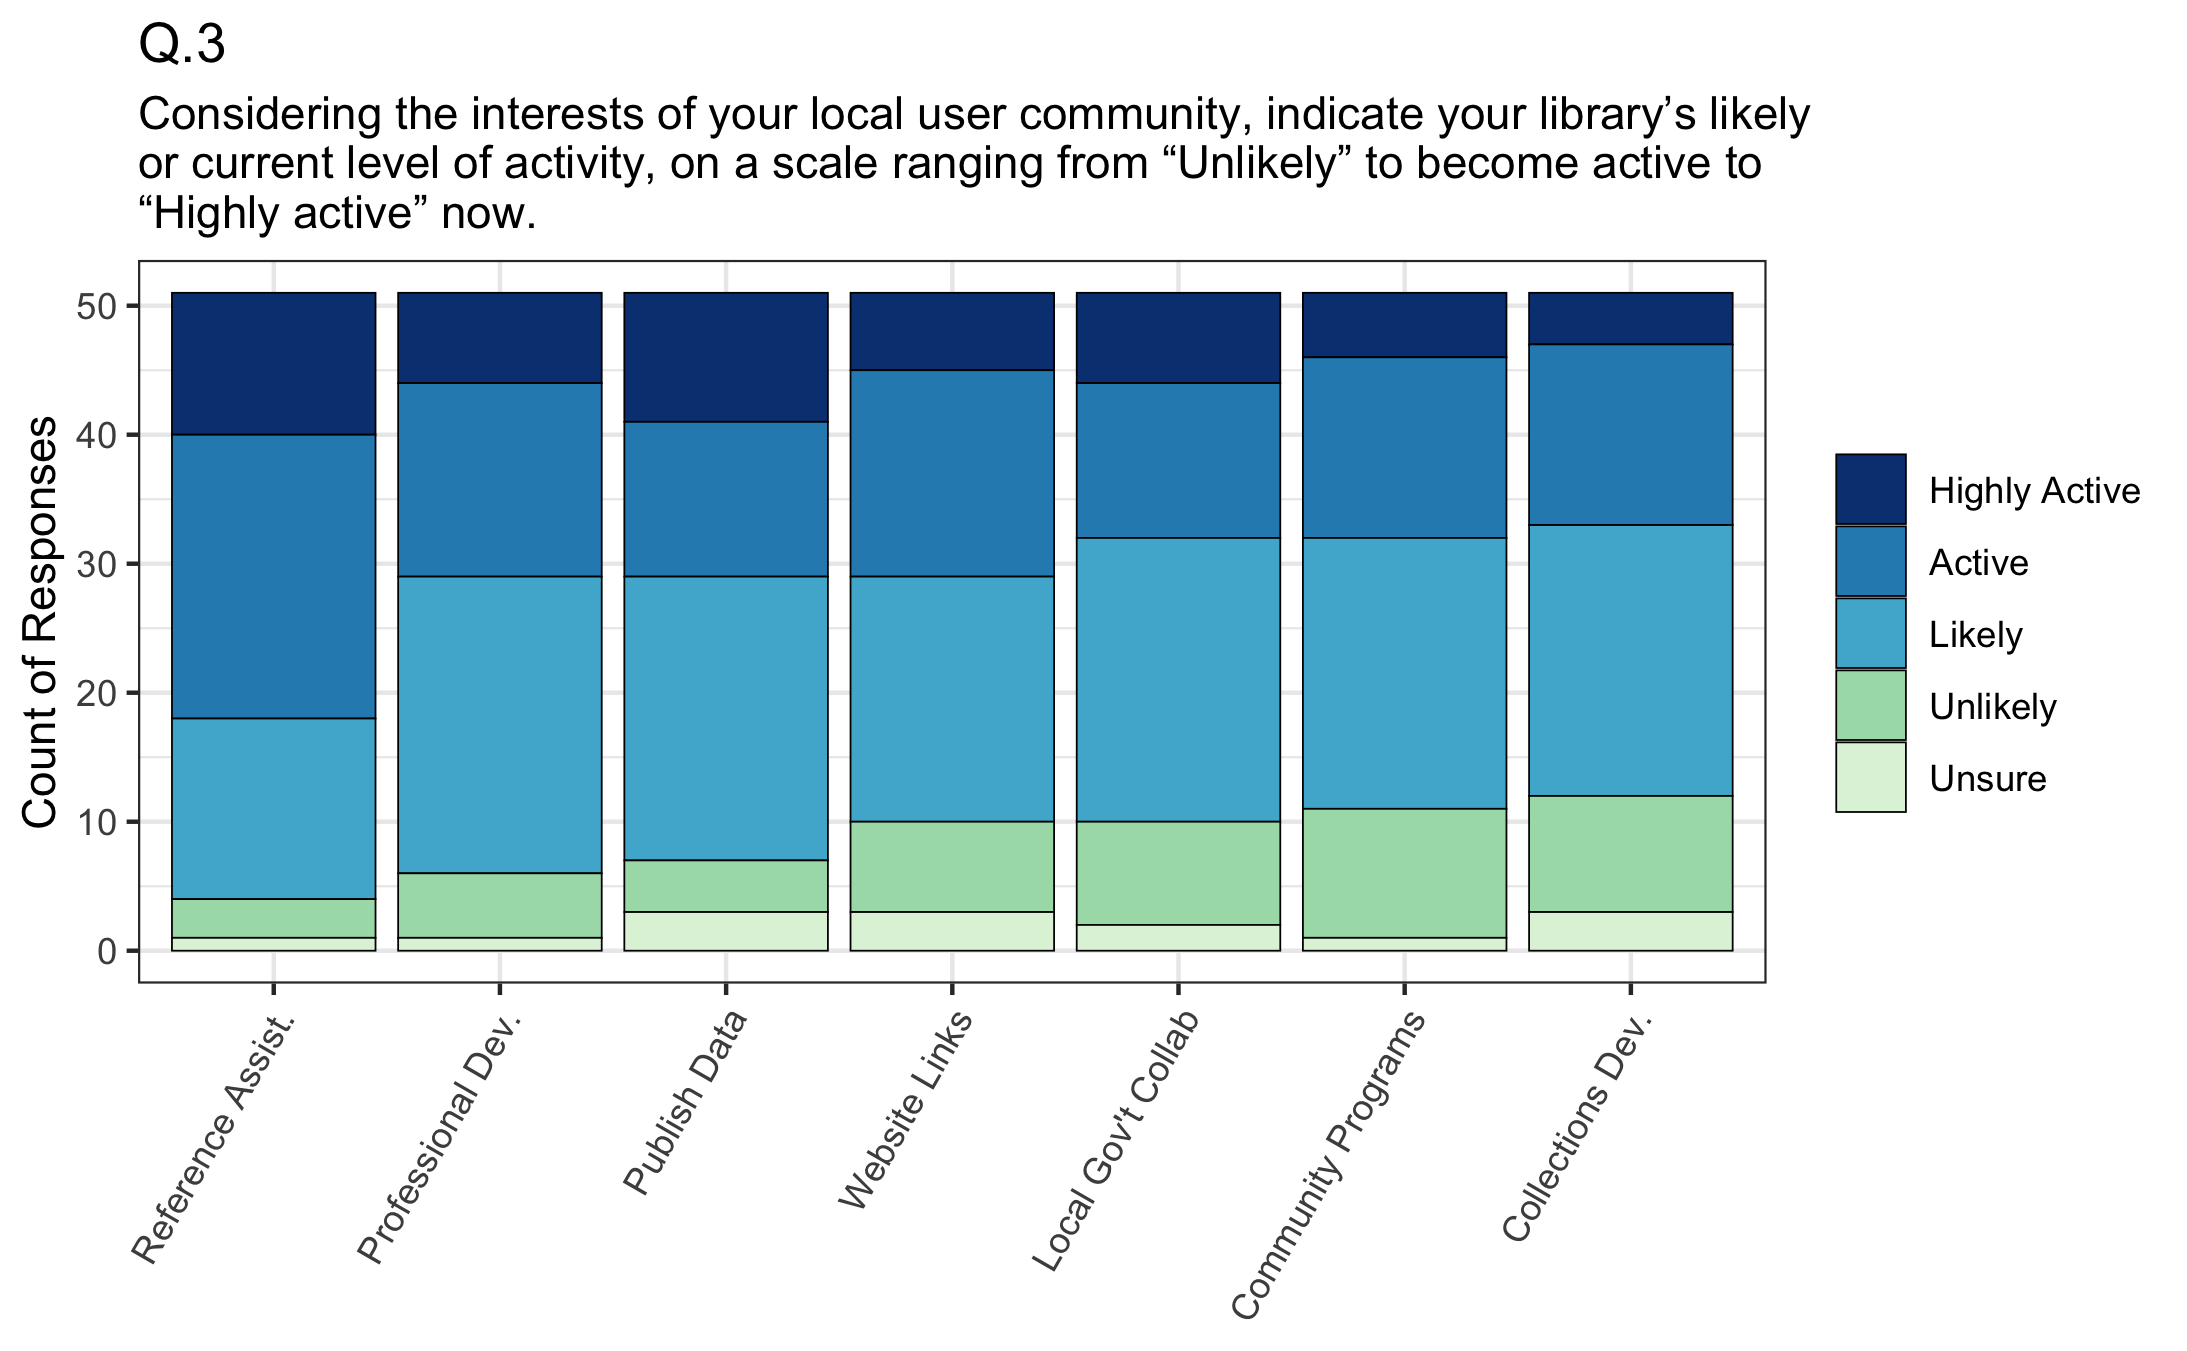 Q.3
Considering the interests of your local user community, indicate your library’s likely
or current level of activity, on a scale ranging from “Unlikely” to become active to
“Highly active” now.
Count of Responses
50
40
30
20
10
0
Reference Assist.
Professional Dev.
Publish Data
Website Links
Local Gov't Collab
Community Programs
Collections Dev.
Highly Active
Active
Likely
Unlikely
Unsure